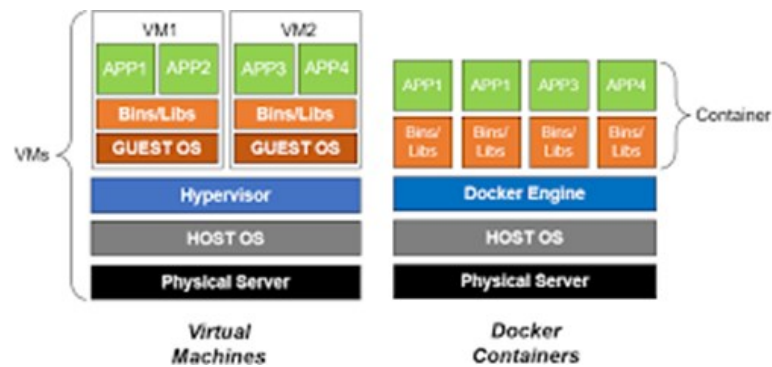 VM1
VM2
APP1
APP2
APP3
APP4
Bins/Libs
Bins/Libs
GUEST OS
GUEST OS
VMs
Hypervisor
HOST OS
Physical Server
Virtual
Machines
APP1
APP1
APP3
APP4
Bins/
Libs
Bins/
Libs
Bins/
Libs
Bins/
Libs
Container
Docker Engine
HOST OS
Physical Server
Docker
Containers